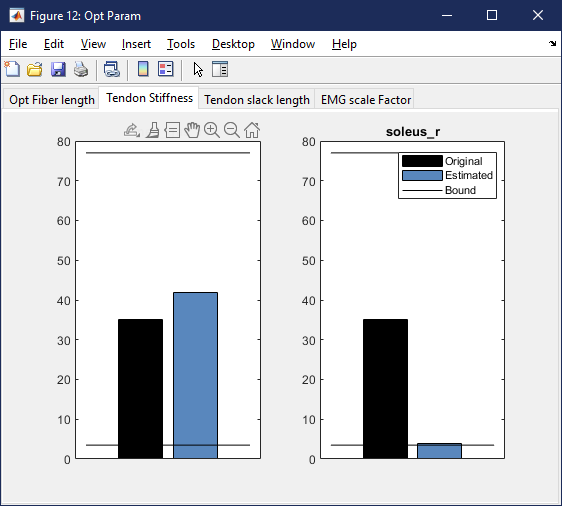 Figure 12: Opt Param
File Edit View Insert Tools Desktop Window Help
Opt Fiber length Tendon Stiffness Tendon slack length EMG scale Factor
80
70
60
50
40
30
20
10
0
soleus_r
80
70
60
50
40
30
20
10
0
Original
Estimated
Bound